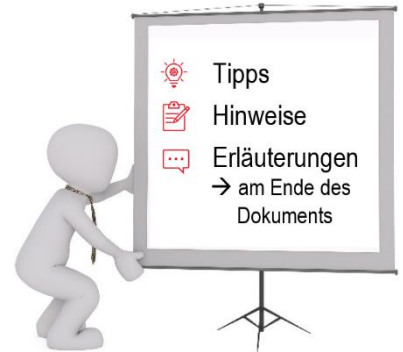 Tipps
Hinweise
Erläuterungen
→ am Ende des
Dokuments